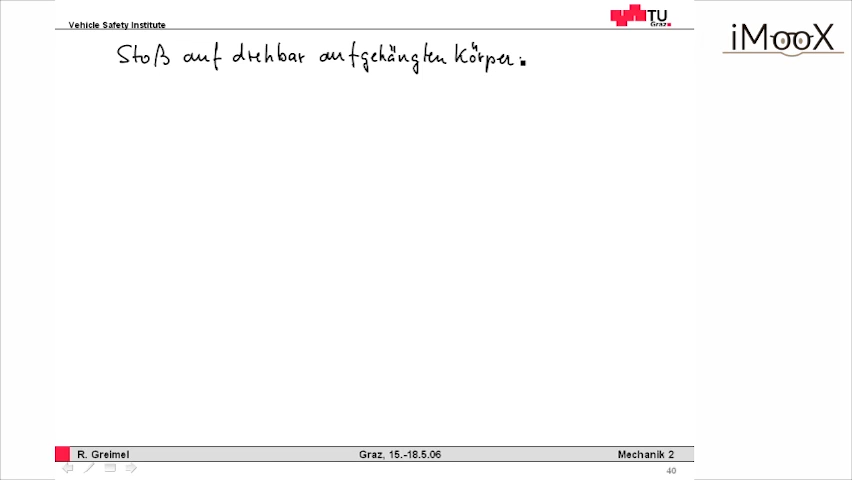 Vehicle Safety Institute
TU
Graz
iMooX
Stoß auf drehbar aufgehängten Körper:
R. Greimel
Graz, 15.-18.5.06
Mechanik 2
40